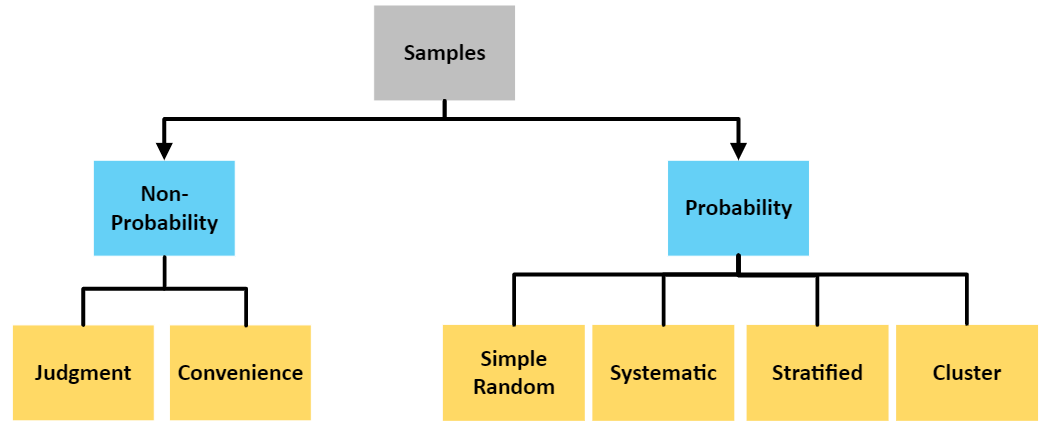 Samples
Non-
Probability
Probability
Judgment
Convenience
Simple
Random
Systematic
Stratified
Cluster